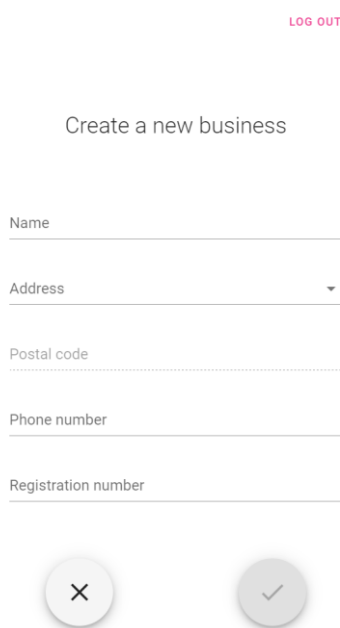 LOG OUT
Create a new business
Name
Address
Postal code
Phone number
Registration number